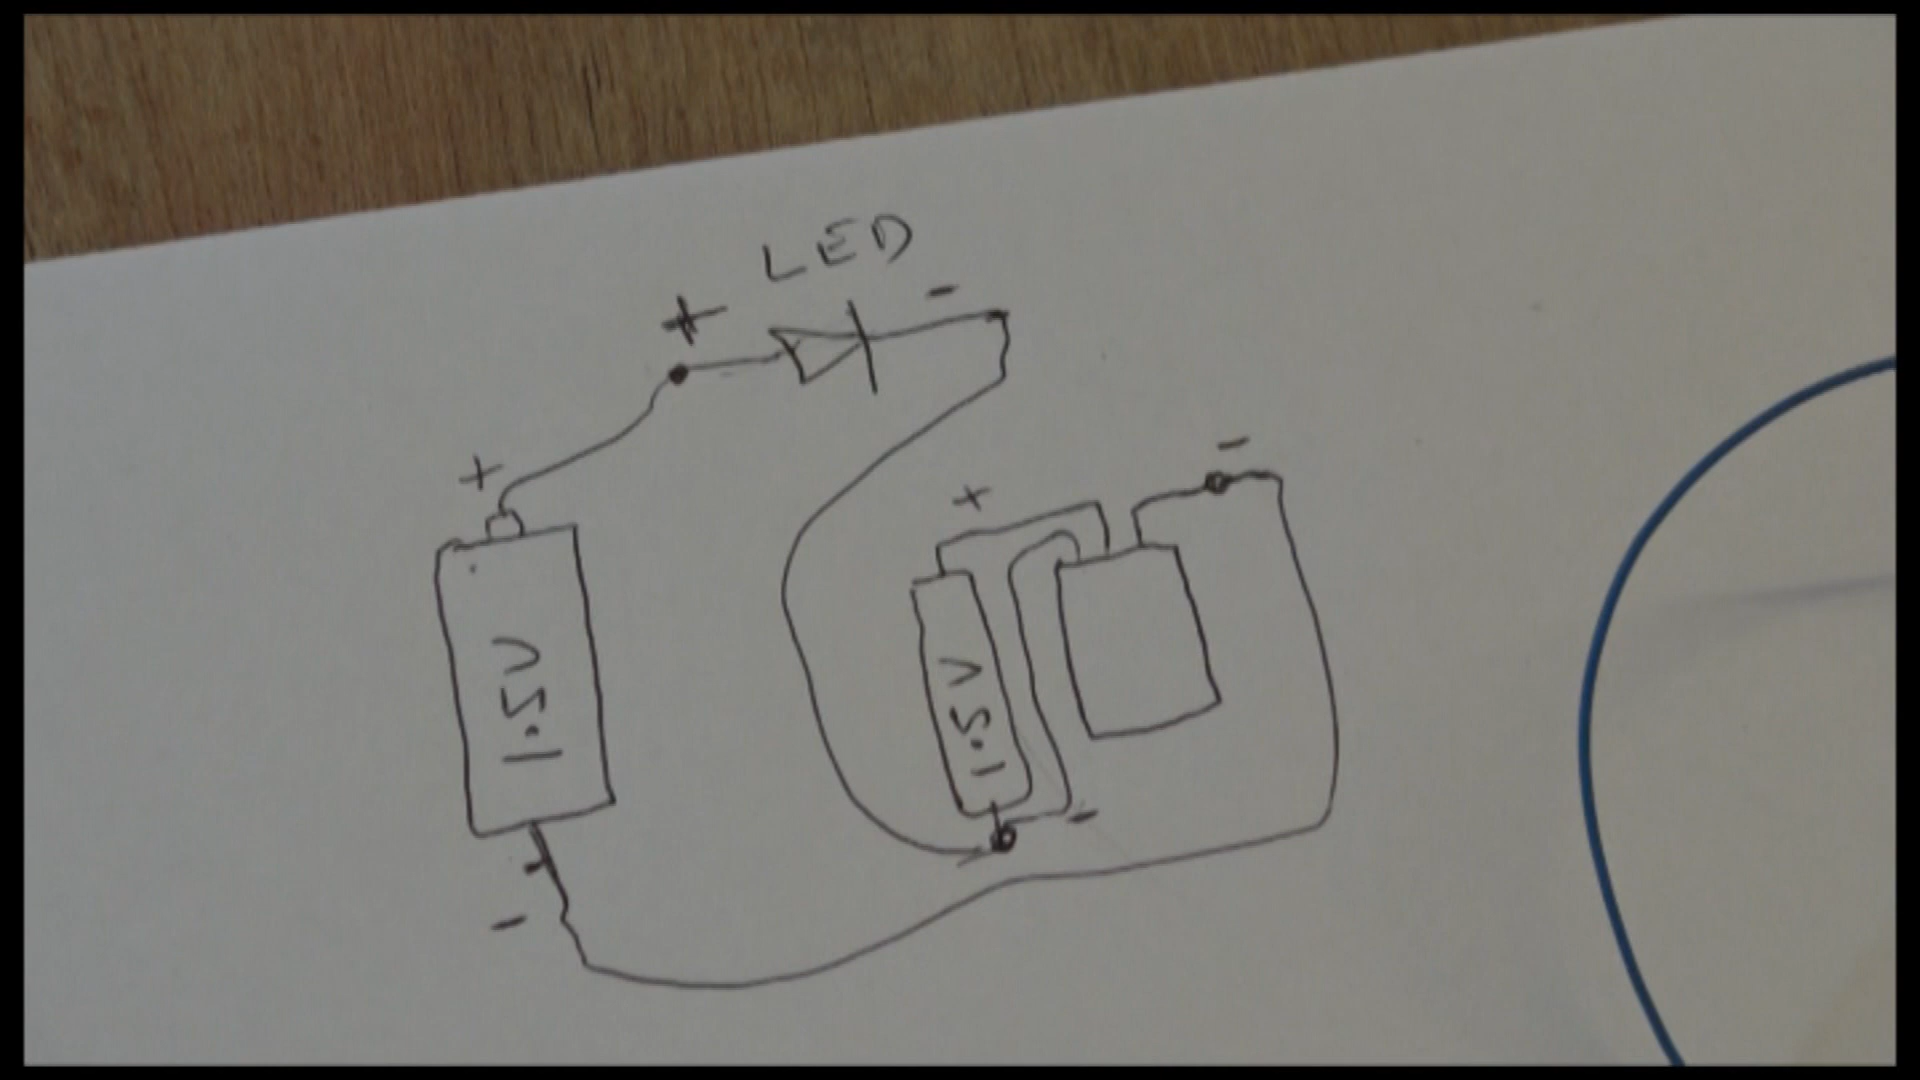 LED
+ -
+
1.5V
-
+ -
1.5V
-